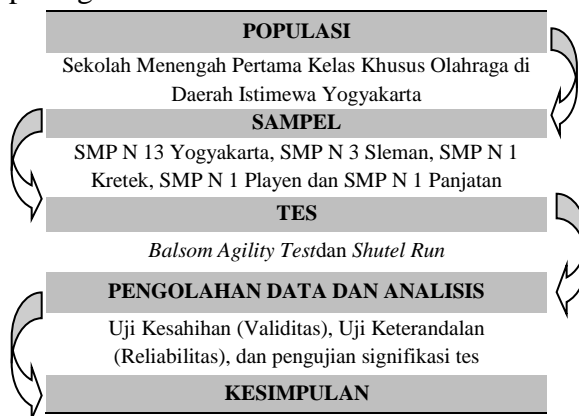 POPULASI
Sekolah Menengah Pertama Kelas Khusus Olahraga di
Daerah Istimewa Yogyakarta
SAMPEL
SMP N 13 Yogyakarta, SMP N 3 Sleman, SMP N 1
Kretek, SMP N 1 Playen dan SMP N 1 Panjatan
TES
Balsom Agility Testdan Shutel Run
PENGOLAHAN DATA DAN ANALISIS
Uji Kesahihan (Validitas), Uji Keterandalan
(Reliabilitas), dan pengujian signifikasi tes
KESIMPULAN